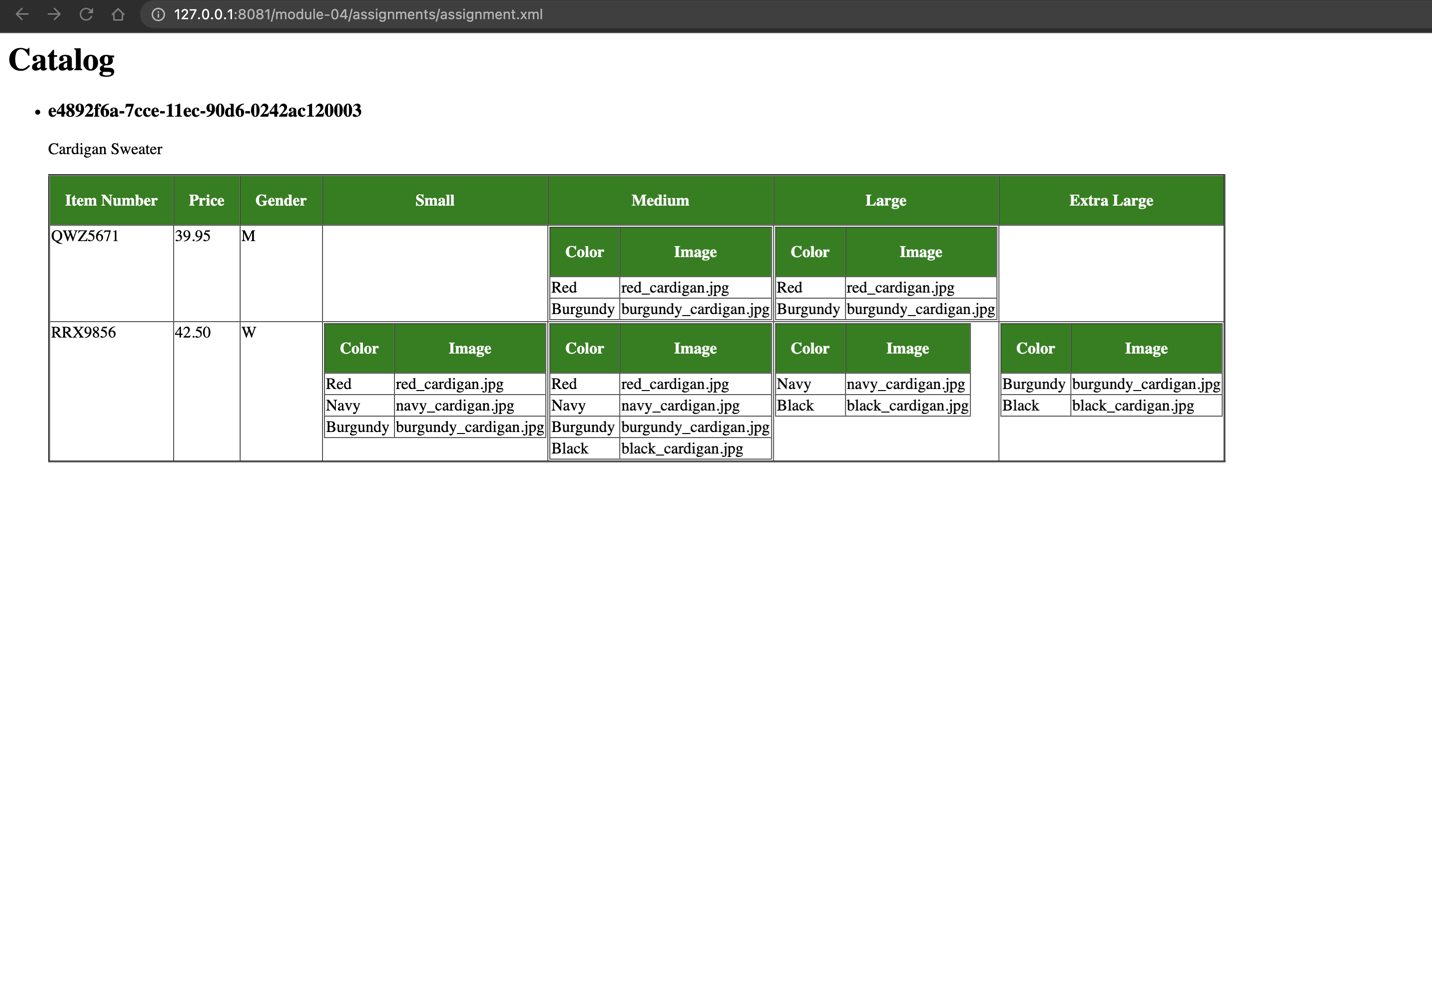 127.0.0.1:8081/module-04/assignments/assignment.xml
Catalog
e4892f6a-7cce-11ec-90d6-0242ac120003
Cardigan Sweater
Item Number Price Gender Small Medium Large Extra Large
QWZ5671 39.95 M
Color Image Color Image
Red red_cardigan.jpg Red red_cardigan.jpg
Burgundy burgundy_cardigan.jpg Burgundy burgundy_cardigan.jpg
RRX9856 42.50 W
Color Image Color Image Color Image Color Image
Red red_cardigan.jpg Red red_cardigan.jpg Navy navy_cardigan.jpg Burgundy burgundy_cardigan.jpg
Navy navy_cardigan.jpg Navy navy_cardigan.jpg Black black_cardigan.jpg Black black_cardigan.jpg
Burgundy burgundy_cardigan.jpg Burgundy burgundy_cardigan.jpg
Black black_cardigan.jpg